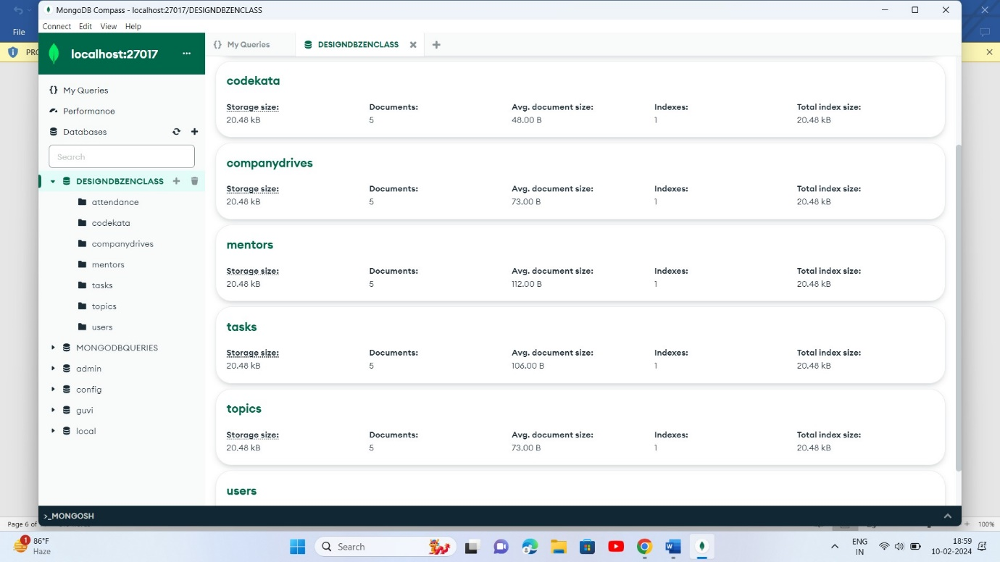 MongoDB Compass - localhost:27017/DESIGNDBZENCLASS
Connect Edit View Help
File
PRO
localhost:27017 ...
{} My Queries
DESIGNDBZENCLASS
My Queries
Performance
Databases
Search
DESIGNDBZENCLASS
attendance
codekata
companydrives
mentors
tasks
topics
users
MONGODBQUERIES
admin
config
guvi
local
codekata
Storage size: Documents: Avg. document size: Indexes: Total index size:
20.48 kB 5 48.00 B 1 20.48 kB
companydrives
Storage size: Documents: Avg. document size: Indexes: Total index size:
20.48 kB 5 73.00 B 1 20.48 kB
mentors
Storage size: Documents: Avg. document size: Indexes: Total index size:
20.48 kB 5 112.00 B 1 20.48 kB
tasks
Storage size: Documents: Avg. document size: Indexes: Total index size:
20.48 kB 5 106.00 B 1 20.48 kB
topics
Storage size: Documents: Avg. document size: Indexes: Total index size:
20.48 kB 5 73.00 B 1 20.48 kB
users
>_MONGOSH
Page 6 of
100%
1
86°F
Haze
Search
ENG
IN
18:59
10-02-2024